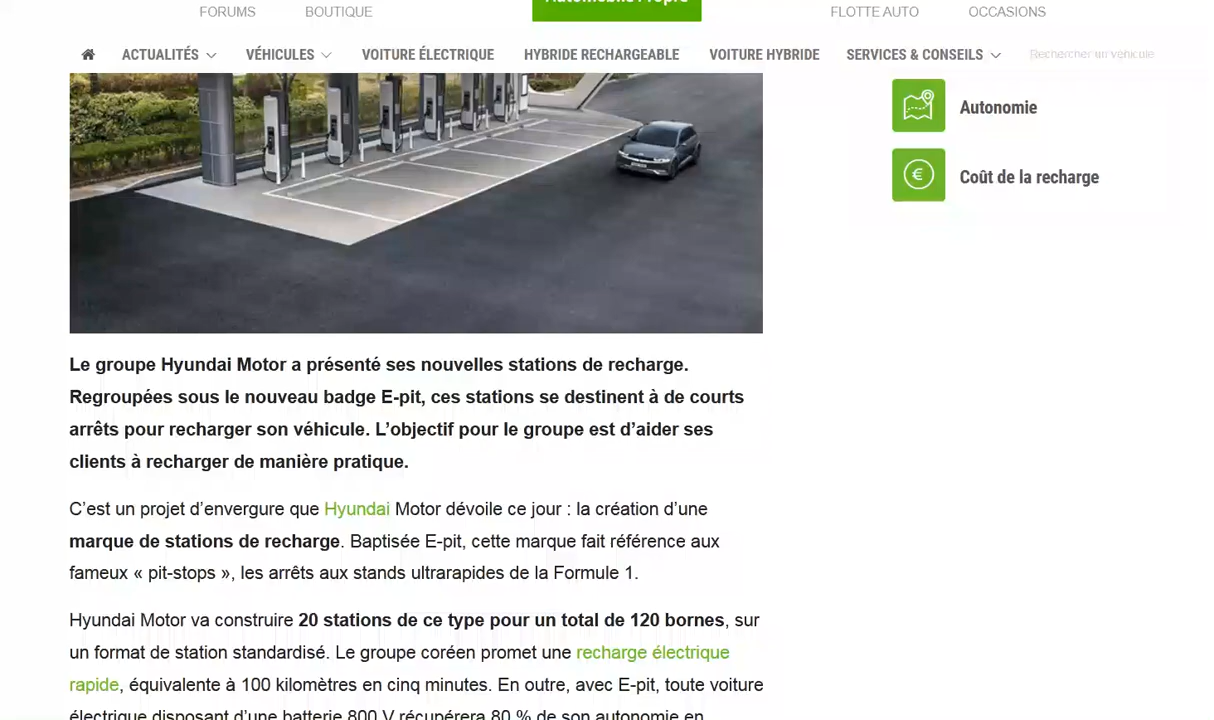 FORUMS
BOUTIQUE
Automobile Propre
FLOTTE AUTO
OCCASIONS
ACTUALITÉS
VÉHICULES
VOITURE ÉLECTRIQUE
HYBRIDE RECHARGEABLE
VOITURE HYBRIDE
SERVICES & CONSEILS
Rechercher un véhicule
Autonomie
Coût de la recharge
Le groupe Hyundai Motor a présenté ses nouvelles stations de recharge.
Regroupées sous le nouveau badge E-pit, ces stations se destinent à de courts
arrêts pour recharger son véhicule. L’objectif pour le groupe est d’aider ses
clients à recharger de manière pratique.
C’est un projet d’envergure que Hyundai Motor dévoile ce jour : la création d’une
marque de stations de recharge. Baptisée E-pit, cette marque fait référence aux
fameux « pit-stops », les arrêts aux stands ultrarapides de la Formule 1.
Hyundai Motor va construire 20 stations de ce type pour un total de 120 bornes, sur
un format de station standardisé. Le groupe coréen promet une recharge électrique
rapide, équivalente à 100 kilomètres en cinq minutes. En outre, avec E-pit, toute voiture
électrique disposant d’une batterie 800 V récupérera 80 % de son autonomie en